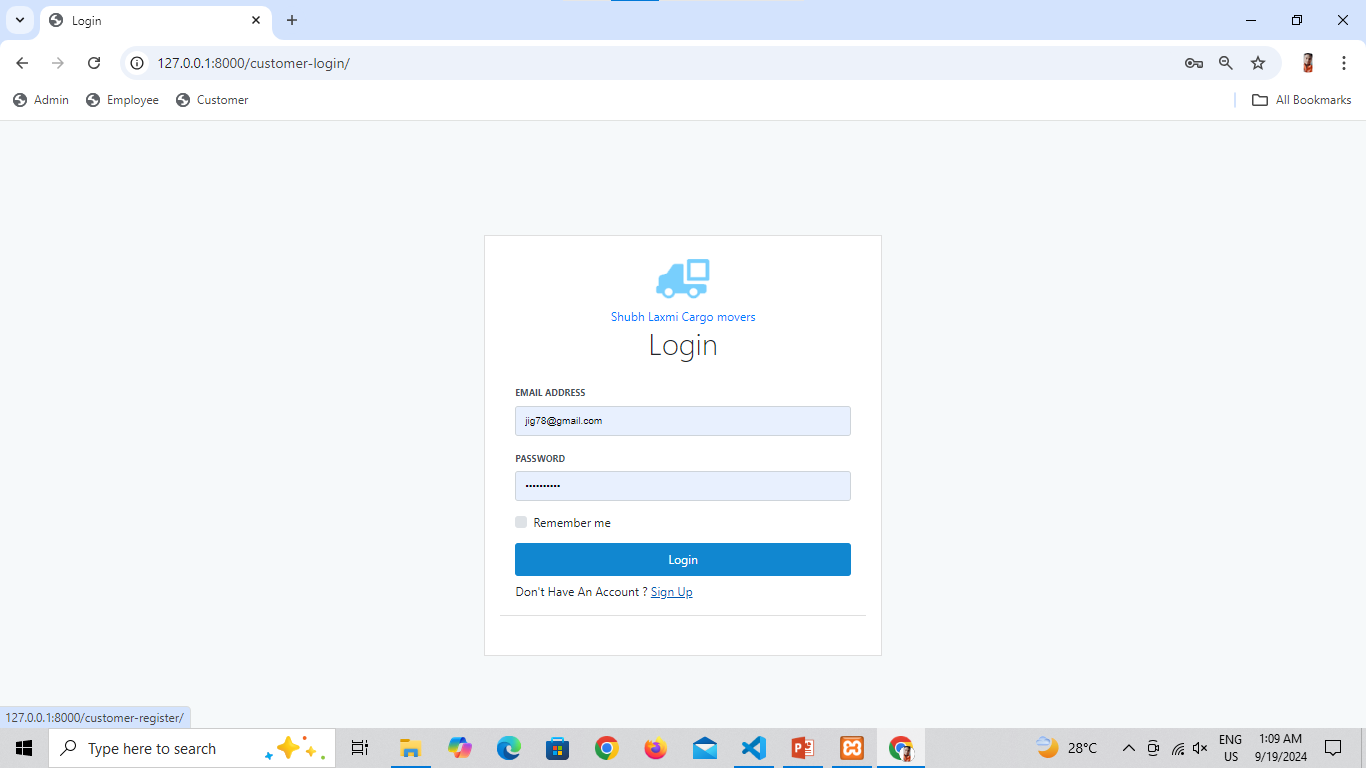 Login
127.0.0.1:8000/customer-login/
Admin Employee Customer All Bookmarks
Shubh Laxmi Cargo movers
Login
EMAIL ADDRESS
jig78@gmail.com
PASSWORD
••••••••••
Remember me
Login
Don't Have An Account ? Sign Up
127.0.0.1:8000/customer-register/
Type here to search
28°C
ENG
US
1:09 AM
9/19/2024